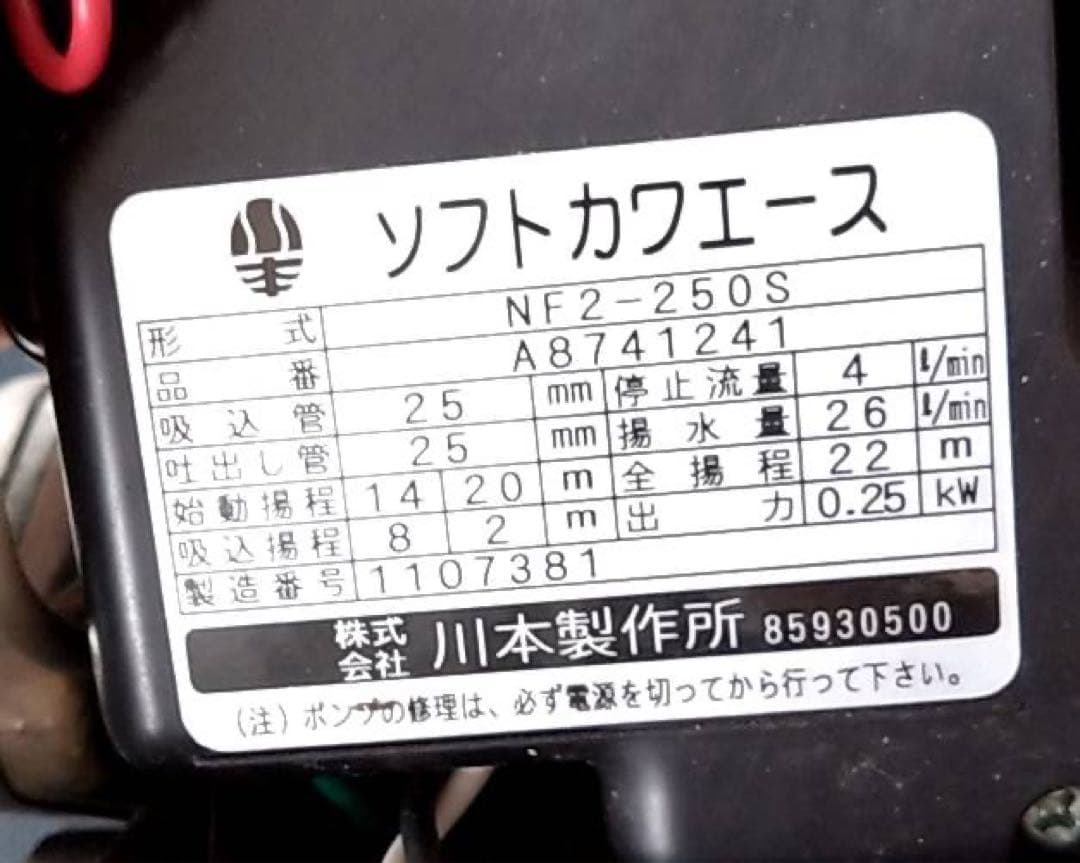 ソフトカワエース
形式 NF2-250S
品番 A8741241
吸込管 25 mm 停止流量 4 ℓ/min
吐出し管 25 mm 揚水量 26 ℓ/min
始動揚程 14 20 m 全揚程 22 m
吸込揚程 8 2 m 出力 0.25 kW
製造番号 1107381
株式会社 川本製作所 85930500
(注) ポンプの修理は、必ず電源を切ってから行って下さい。